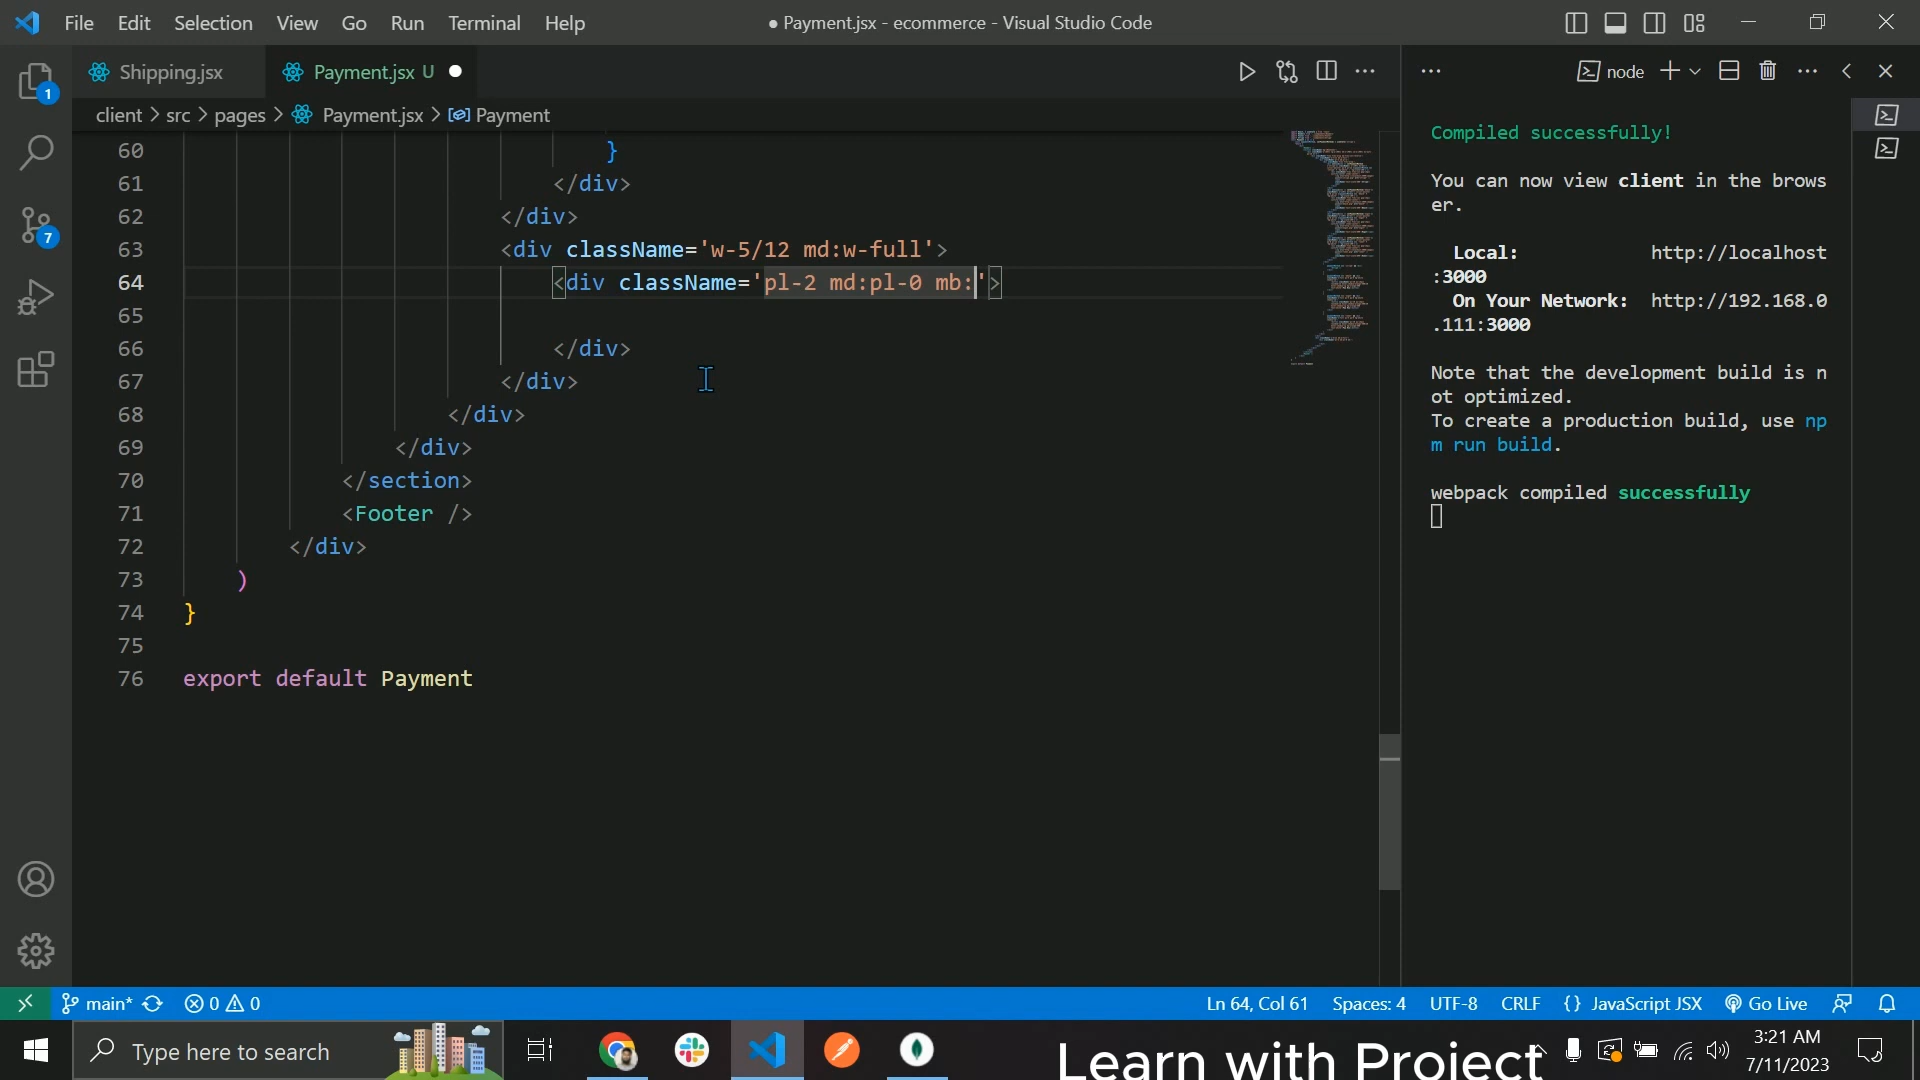 File Edit Selection View Go Run Terminal Help
● Payment.jsx - ecommerce - Visual Studio Code
Shipping.jsx
Payment.jsx U ●
node
client > src > pages > Payment.jsx > Payment
1
7
60 }
61 </div>
62 </div>
63 <div className='w-5/12 md:w-full'>
64 <div className='pl-2 md:pl-0 mb:'>
65
66 </div>
67 </div>
68 </div>
69 </div>
70 </section>
71 <Footer />
72 </div>
73 )
74 }
75
76 export default Payment
Compiled successfully!
You can now view client in the brows
er.
Local: http://localhost
:3000
On Your Network: http://192.168.0
.111:3000
Note that the development build is n
ot optimized.
To create a production build, use np
m run build.
webpack compiled successfully
main* 0 0
Ln 64, Col 61 Spaces: 4 UTF-8 CRLF {} JavaScript JSX Go Live
Type here to search
Learn with Project
3:21 AM
7/11/2023